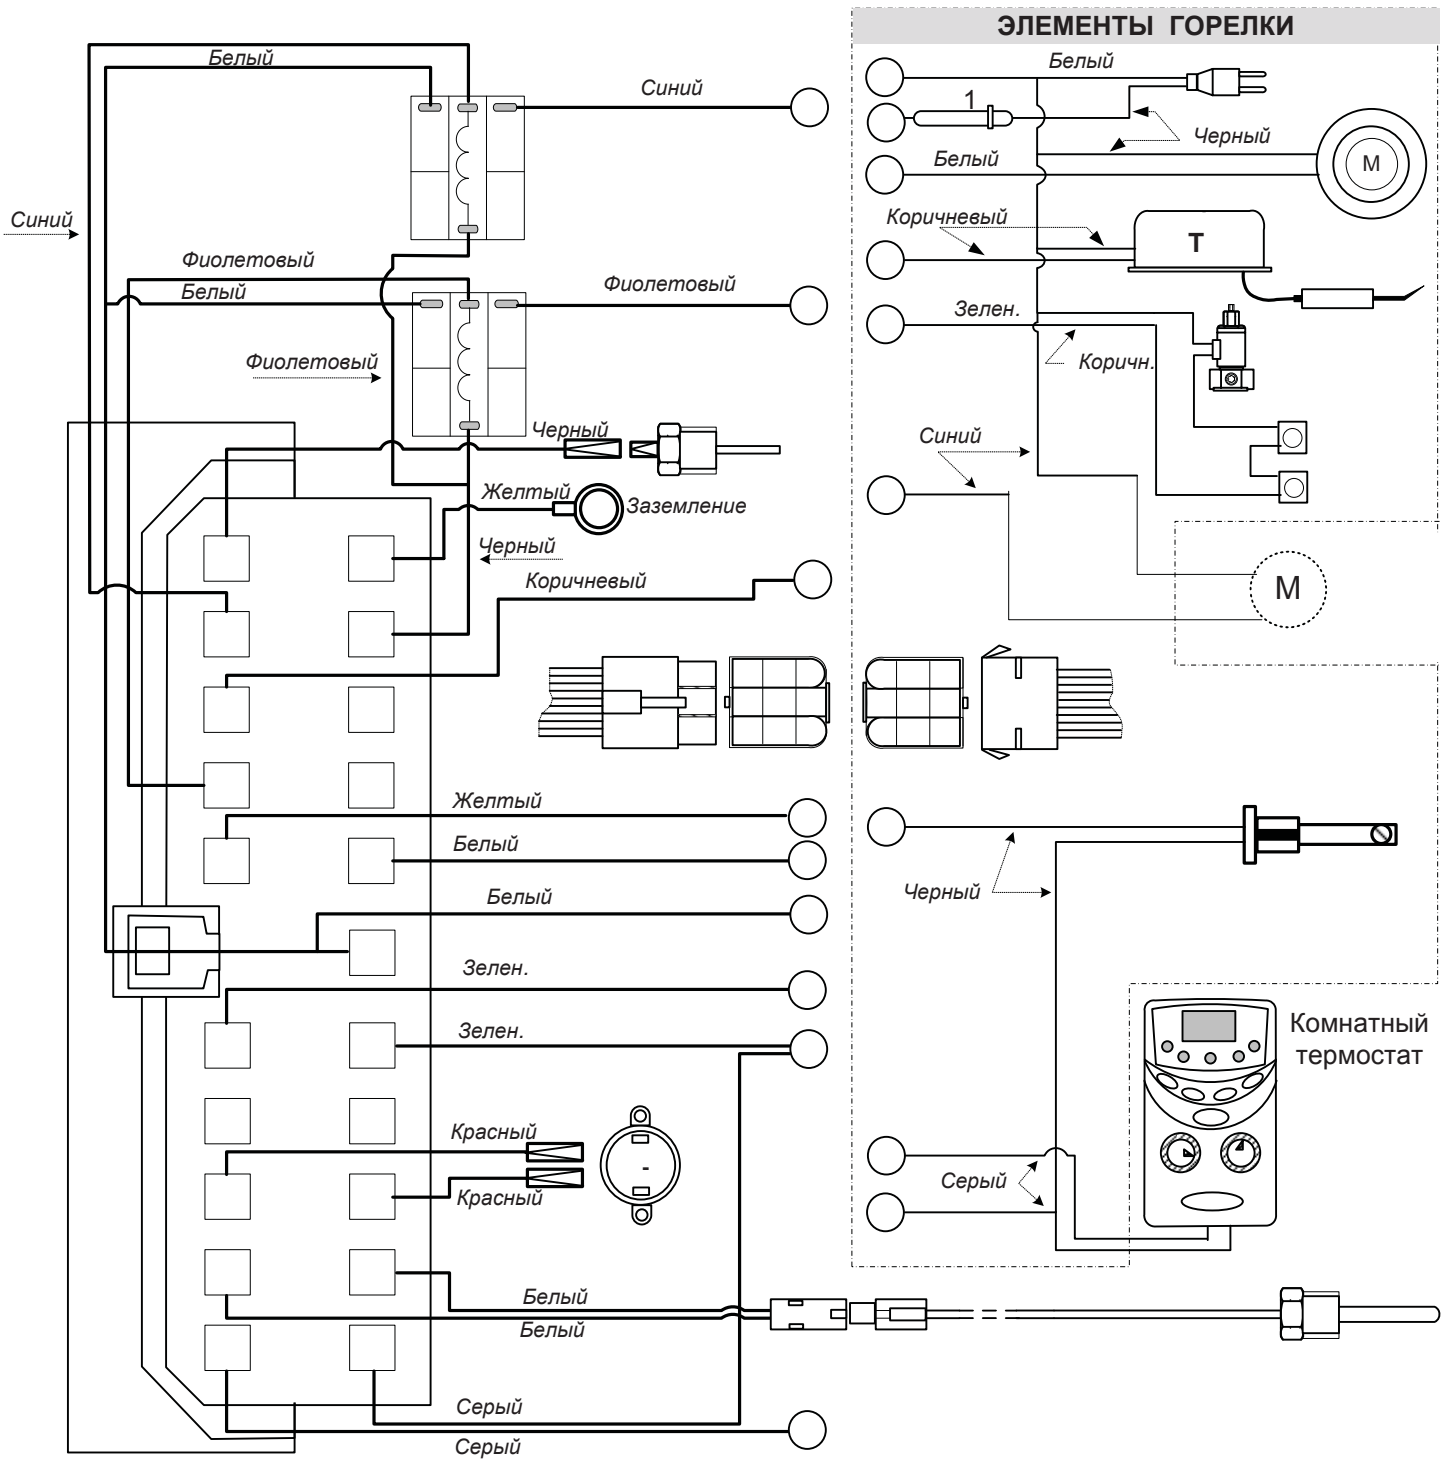 ЭЛЕМЕНТЫ ГОРЕЛКИ
Белый
Синий
Синий
Фиолетовый
Белый
Фиолетовый
Фиолетовый
Черный
Желтый
Заземление
Черный
Коричневый
Желтый
Белый
Белый
Зелен.
Зелен.
Красный
Красный
Белый
Белый
Серый
Серый
Белый
1
Черный
Белый
М
Коричневый
Т
Зелен.
Коричн.
Синий
М
Черный
Комнатный
термостат
Серый
-